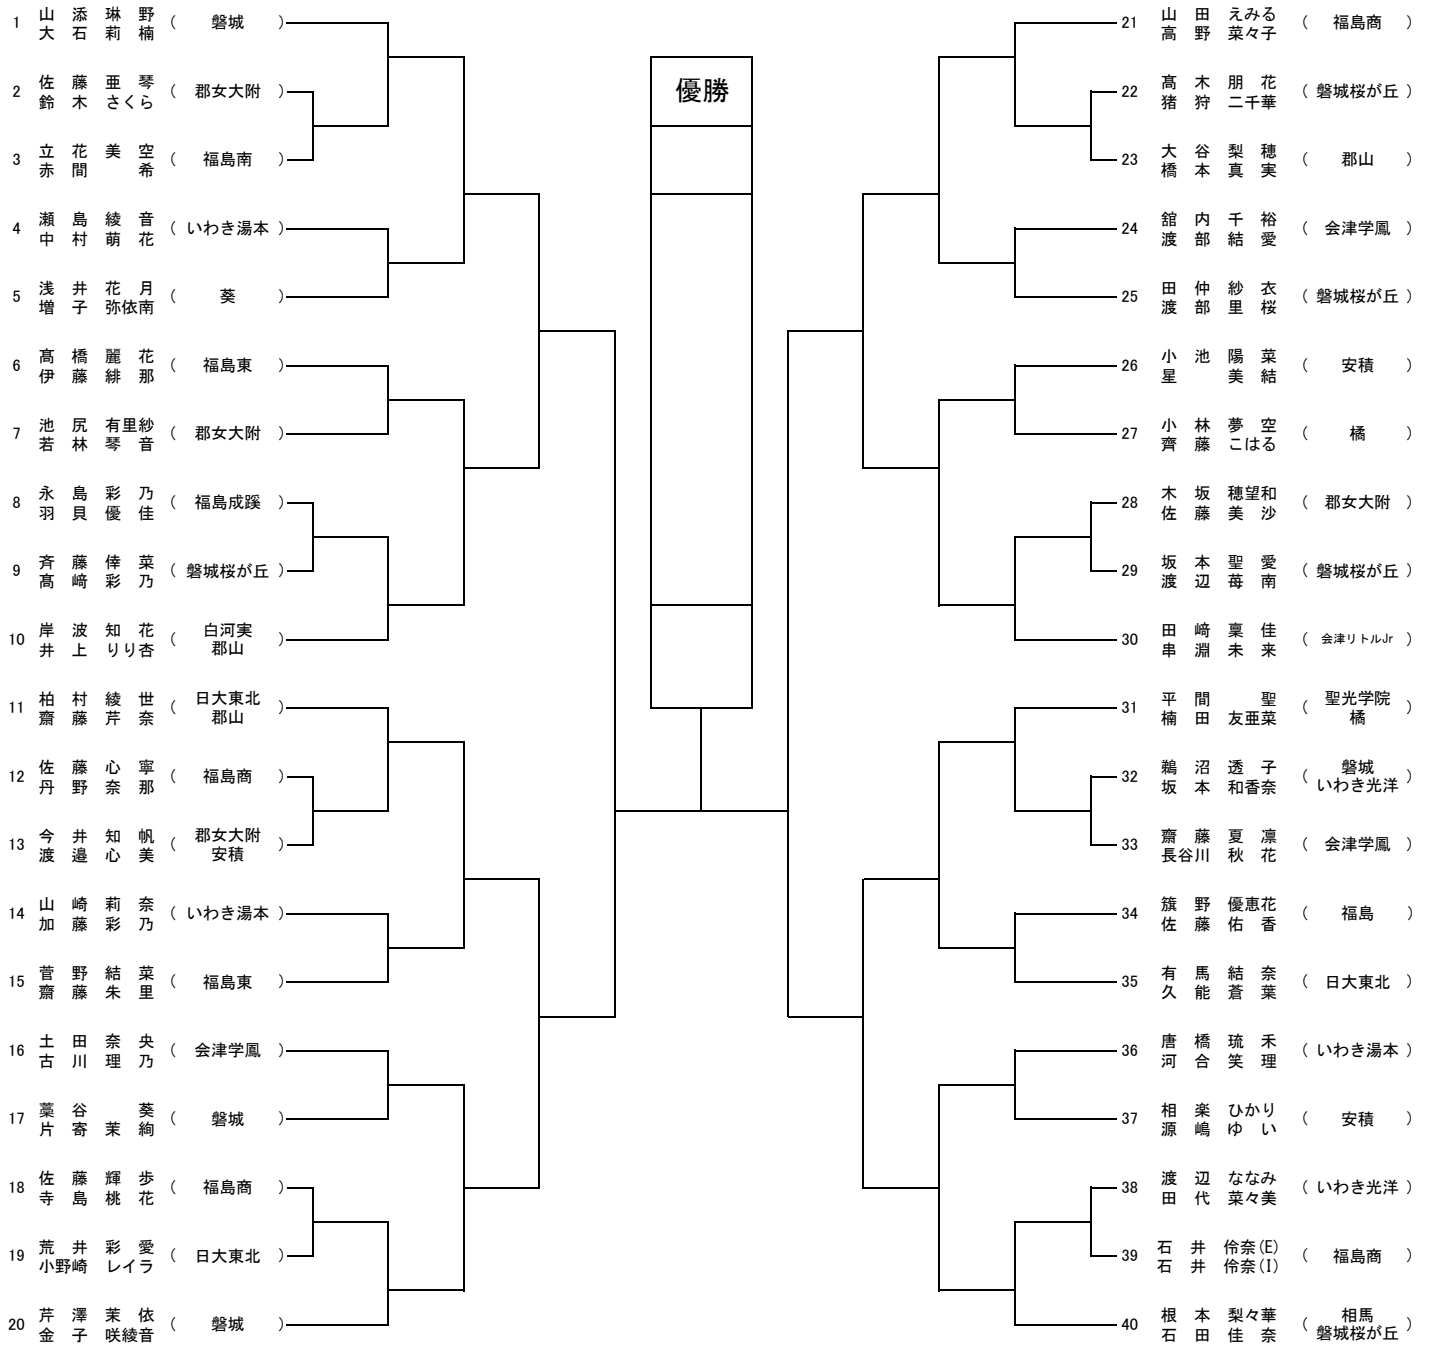 1 山添琳野 ( 磐城 )
大石莉楠
2 佐藤亜琴 ( 郡女大附 )
鈴木さくら
3 立花美空 ( 福島南 )
赤間希
4 瀬島綾音 ( いわき湯本 )
中村萌花
5 浅井花月 ( 葵 )
増子弥依南
6 髙橋麗花 ( 福島東 )
伊藤緋那
7 池尻有里紗 ( 郡女大附 )
若林琴音
8 永島彩乃 ( 福島成蹊 )
羽貝優佳
9 斉藤倖菜 ( 磐城桜が丘 )
髙﨑彩乃
10 岸波知花 ( 白河実
井上りり杏 郡山 )
11 柏村綾世 ( 日大東北
齋藤芹奈 郡山 )
12 佐藤心寧 ( 福島商 )
丹野奈那
13 今井知帆 ( 郡女大附
渡邉心美 安積 )
14 山崎莉奈 ( いわき湯本 )
加藤彩乃
15 菅野結菜 ( 福島東 )
齋藤朱里
16 土田奈央 ( 会津学鳳 )
古川理乃
17 藁谷葵 ( 磐城 )
片寄茉絢
18 佐藤輝歩 ( 福島商 )
寺島桃花
19 荒井彩愛 ( 日大東北 )
小野崎レイラ
20 芹澤茉依 ( 磐城 )
金子咲綾音
優勝
21 山田えみる ( 福島商 )
高野菜々子
22 髙木朋花 ( 磐城桜が丘 )
猪狩二千華
23 大谷梨穂 ( 郡山 )
橋本真実
24 舘内千裕 ( 会津学鳳 )
渡部結愛
25 田仲紗衣 ( 磐城桜が丘 )
渡部里桜
26 小池陽菜 ( 安積 )
星美結
27 小林夢空 ( 橘 )
齊藤こはる
28 木坂穂望和 ( 郡女大附 )
佐藤美沙
29 坂本聖愛 ( 磐城桜が丘 )
渡辺苺南
30 田﨑稟佳 ( 会津リトルJr )
串淵未来
31 平間聖 ( 聖光学院
楠田友亜菜 橘 )
32 鵜沼透子 ( 磐城
坂本和香奈 いわき光洋 )
33 齋藤夏凛 ( 会津学鳳 )
長谷川秋花
34 簱野優恵花 ( 福島 )
佐藤佑香
35 有馬結奈 ( 日大東北 )
久能蒼葉
36 唐橋琉禾 ( いわき湯本 )
河合笑理
37 相楽ひかり ( 安積 )
源嶋ゆい
38 渡辺ななみ ( いわき光洋 )
田代菜々美
39 石井伶奈(E) ( 福島商 )
石井伶奈(I)
40 根本梨々華 ( 相馬
石田佳奈 磐城桜が丘 )